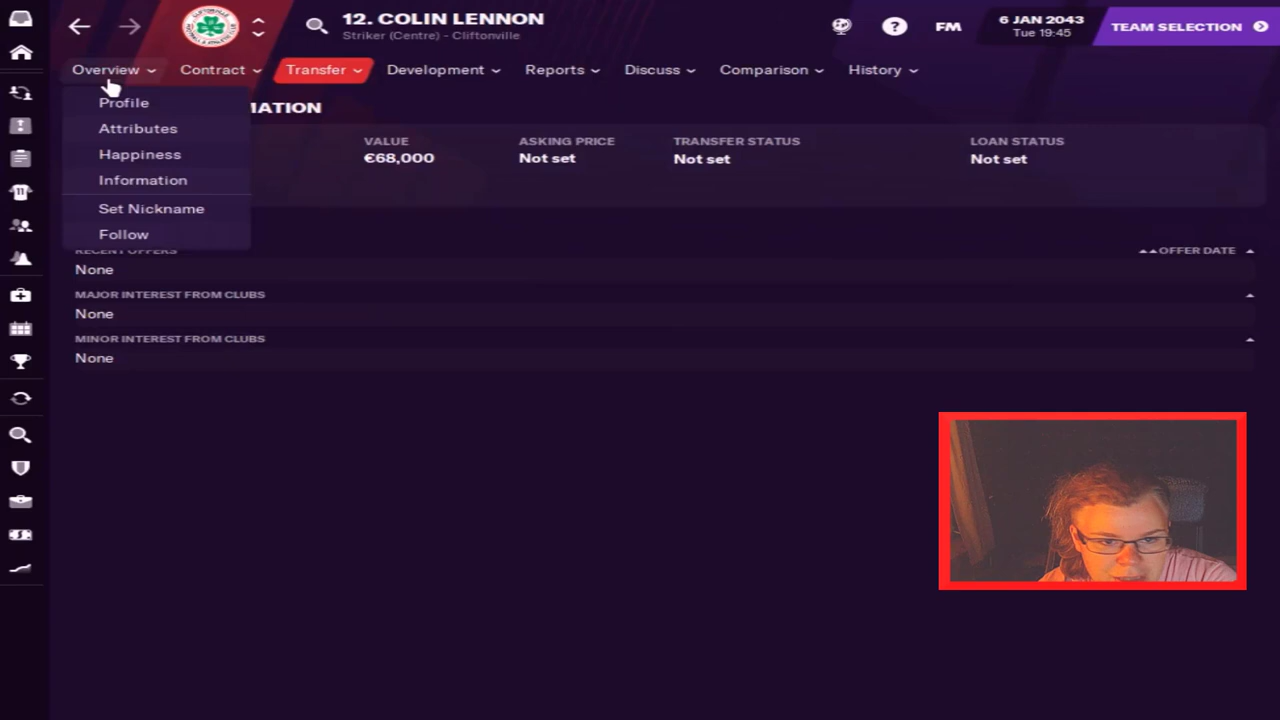 12. COLIN LENNON
Striker (Centre) - Cliftonville
FM
6 JAN 2043
Tue 19:45
TEAM SELECTION
Overview
Contract
Transfer
Development
Reports
Discuss
Comparison
History
Profile
Attributes
Happiness
Information
Set Nickname
Follow
MATION
VALUE
€68,000
ASKING PRICE
Not set
TRANSFER STATUS
Not set
LOAN STATUS
Not set
RECENT OFFERS
OFFER DATE
None
MAJOR INTEREST FROM CLUBS
None
MINOR INTEREST FROM CLUBS
None